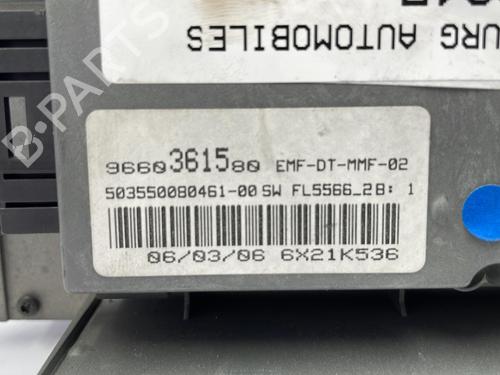 URG AUTOMOBILES
9660361580 EMF-DT-MMF-02
503550080461-00 SW FL5566_2B: 1
06/03/06 6X21K536
B-PARTS